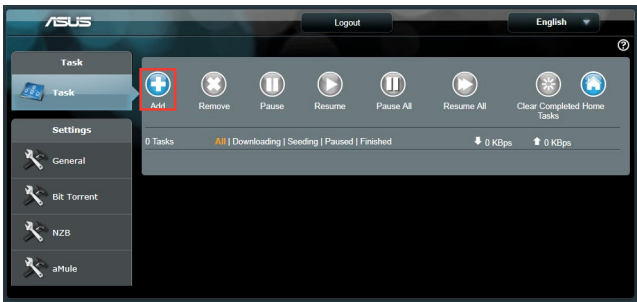 ASUS
Logout
English
Task
Task
Settings
General
Bit Torrent
NZB
aMule
Add
Remove
Pause
Resume
Pause All
Resume All
Clear Completed Tasks
Home
0 Tasks
All | Downloading | Seeding | Paused | Finished
0 KBps
0 KBps